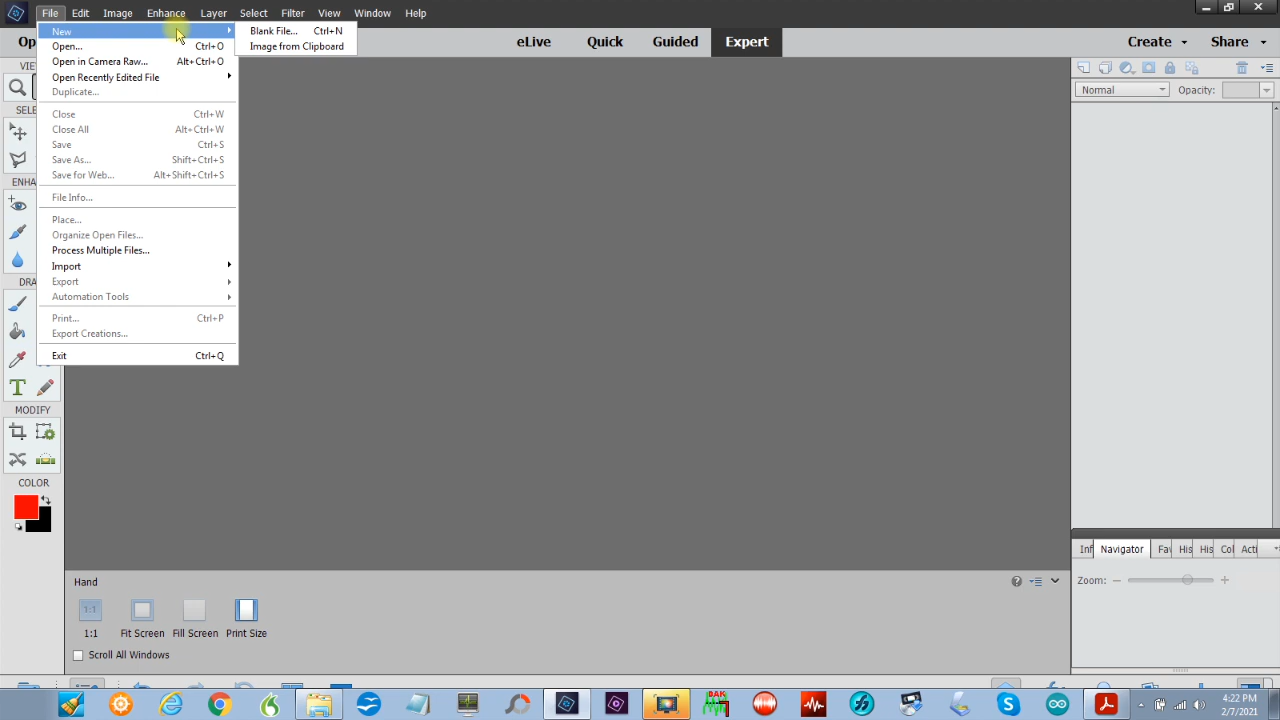 File Edit Image Enhance Layer Select Filter View Window Help
eLive Quick Guided Expert Create Share
New
Blank File... Ctrl+N
Open... Ctrl+O
Image from Clipboard
Open in Camera Raw... Alt+Ctrl+O
Open Recently Edited File
Duplicate...
Close Ctrl+W
Close All Alt+Ctrl+W
Save Ctrl+S
Save As... Shift+Ctrl+S
Save for Web... Alt+Shift+Ctrl+S
File Info...
Place...
Organize Open Files...
Process Multiple Files...
Import
Export
Automation Tools
Print... Ctrl+P
Export Creations...
Exit Ctrl+Q
Normal Opacity:
MODIFY
COLOR
Navigator
Zoom:
Hand
1:1
1:1 Fit Screen Fill Screen Print Size
Scroll All Windows
DAK
4:22 PM
2/7/2021